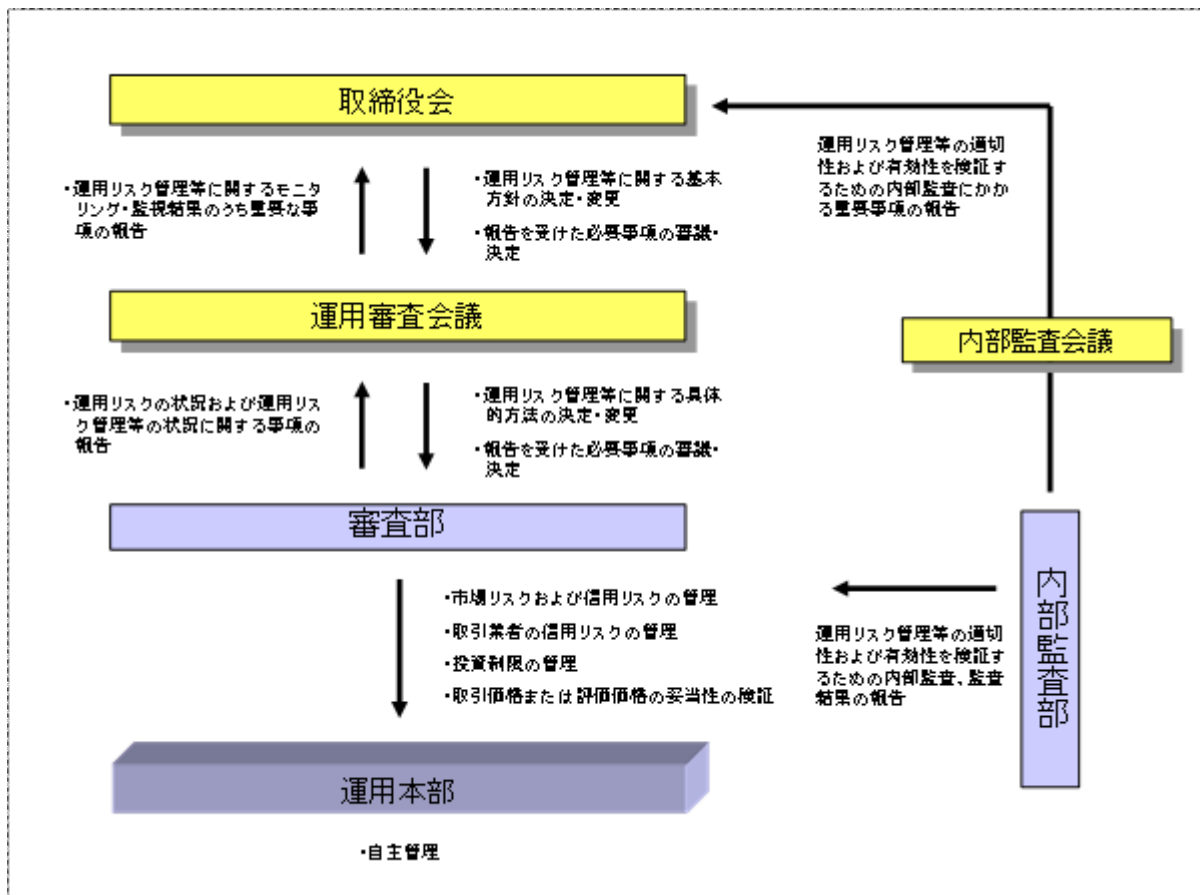 取締役会
・運用リスク管理等に関するモニ
タリング・監視結果のうち重要な事
項の報告
・運用リスク管理等に関する基本
方針の決定・変更
・報告を受けた必要事項の審議・
決定
運用リスク管理等の適切
性および有効性を検証す
るための内部監査にかか
る重要事項の報告
運用審査会議
内部監査会議
・運用リスクの状況および運用リス
ク管理等の状況に関する事項の
報告
・運用リスク管理等に関する具体
的方法の決定・変更
・報告を受けた必要事項の審議・
決定
審査部
内部監査部
・市場リスクおよび信用リスクの管理
・取引業者の信用リスクの管理
・投資制限の管理
・取引価格または評価価格の妥当性の検証
運用リスク管理等の適切
性および有効性を検証す
るための内部監査、監査
結果の報告
運用本部
・自主管理